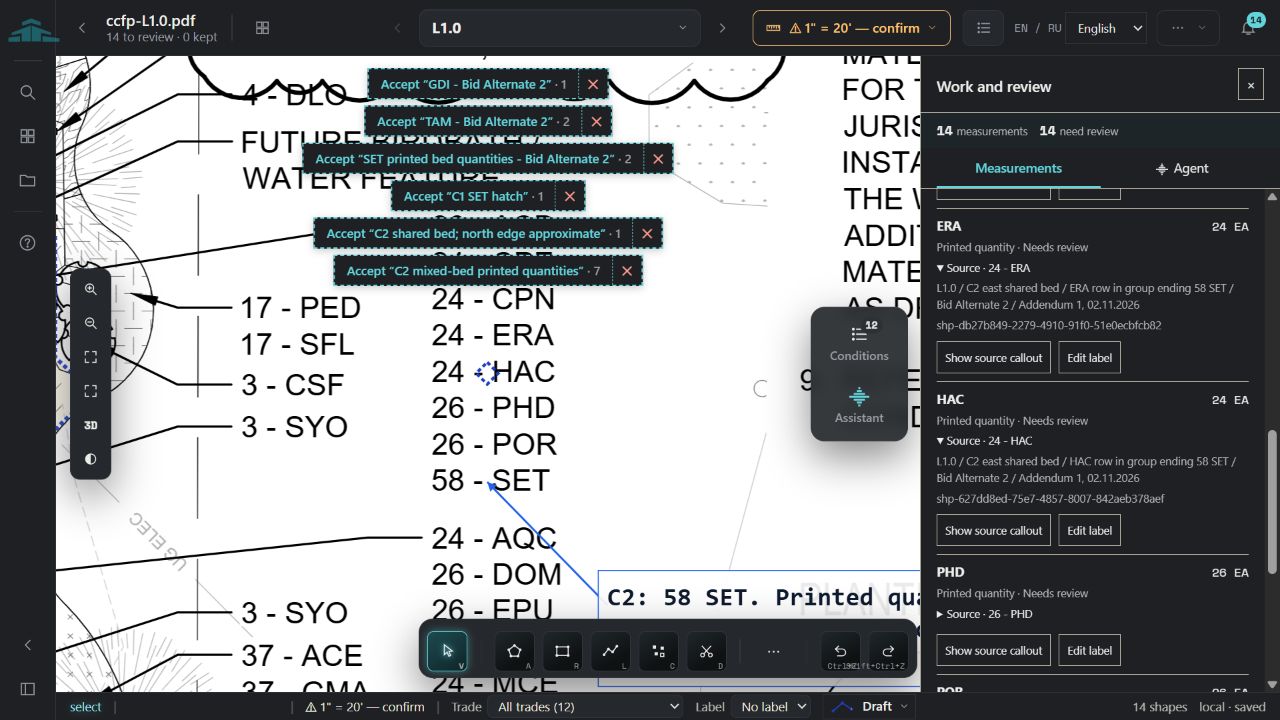 ccfp-L1.0.pdf
14 to review · 0 kept
L1.0
⚠ 1" = 20' — confirm
EN / RU
English
14
4 - DLO
Accept “GDI - Bid Alternate 2” · 1
Accept “TAM - Bid Alternate 2” · 2
Accept “SET printed bed quantities - Bid Alternate 2” · 2
WATER FEATURE
Accept “C1 SET hatch” · 1
Accept “C2 shared bed; north edge approximate” · 1
Accept “C2 mixed-bed printed quantities” · 7
17 - PED
17 - SFL
3 - CSF
3 - SYO
24 - CPN
24 - ERA
24 - HAC
26 - PHD
26 - POR
58 - SET
24 - AQC
26 - DOM
26 - EPU
24 - MCE
3 - SYO
37 - ACE
UG ELEC
FOR
C2: 58 SET. Printed
3D
12
Conditions
Assistant
V
A
R
L
C
D
Work and review
×
14 measurements 14 need review
Measurements
Agent
ERA 24 EA
Printed quantity · Needs review
▼ Source · 24 - ERA
L1.0 / C2 east shared bed / ERA row in group ending 58 SET /
Bid Alternate 2 / Addendum 1, 02.11.2026
shp-db27b849-2279-4910-91f0-51e0ecbfcb82
Show source callout
Edit label
HAC 24 EA
Printed quantity · Needs review
▼ Source · 24 - HAC
L1.0 / C2 east shared bed / HAC row in group ending 58 SET /
Bid Alternate 2 / Addendum 1, 02.11.2026
shp-627dd8ed-75e7-4857-8007-842aeb378aef
Show source callout
Edit label
PHD 26 EA
Printed quantity · Needs review
▶ Source · 26 - PHD
Show source callout
Edit label
select
⚠ 1" = 20' — confirm
Trade All trades (12)
Label No label
Draft
14 shapes local · saved